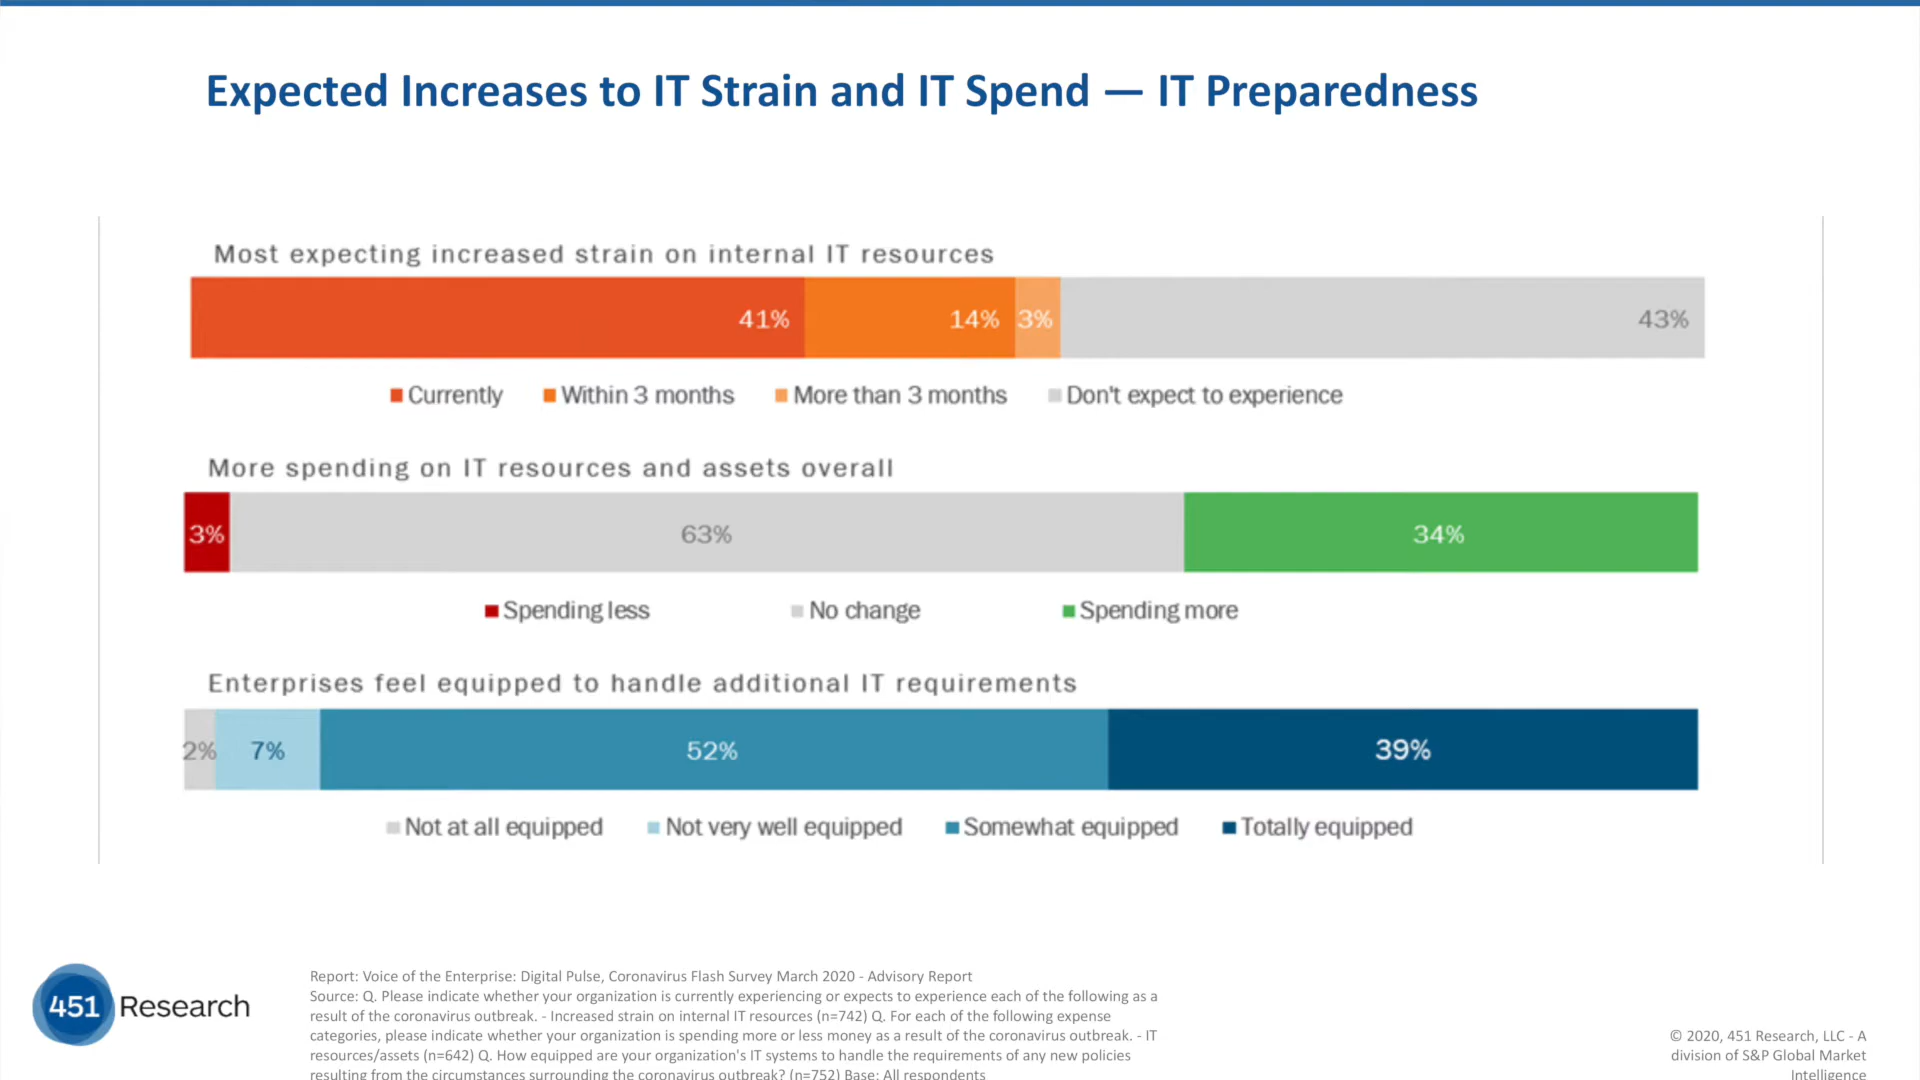 Expected Increases to IT Strain and IT Spend — IT Preparedness
Most expecting increased strain on internal IT resources
41% 14% 3% 43%
Currently Within 3 months More than 3 months Don't expect to experience
More spending on IT resources and assets overall
3% 63% 34%
Spending less No change Spending more
Enterprises feel equipped to handle additional IT requirements
2% 7% 52% 39%
Not at all equipped Not very well equipped Somewhat equipped Totally equipped
451 Research
Report: Voice of the Enterprise: Digital Pulse, Coronavirus Flash Survey March 2020 - Advisory Report
Source: Q. Please indicate whether your organization is currently experiencing or expects to experience each of the following as a
result of the coronavirus outbreak. - Increased strain on internal IT resources (n=742) Q. For each of the following expense
categories, please indicate whether your organization is spending more or less money as a result of the coronavirus outbreak. - IT
resources/assets (n=642) Q. How equipped are your organization's IT systems to handle the requirements of any new policies
resulting from the circumstances surrounding the coronavirus outbreak? (n=752) Base: All respondents
© 2020, 451 Research, LLC - A
division of S&P Global Market
Intelligence